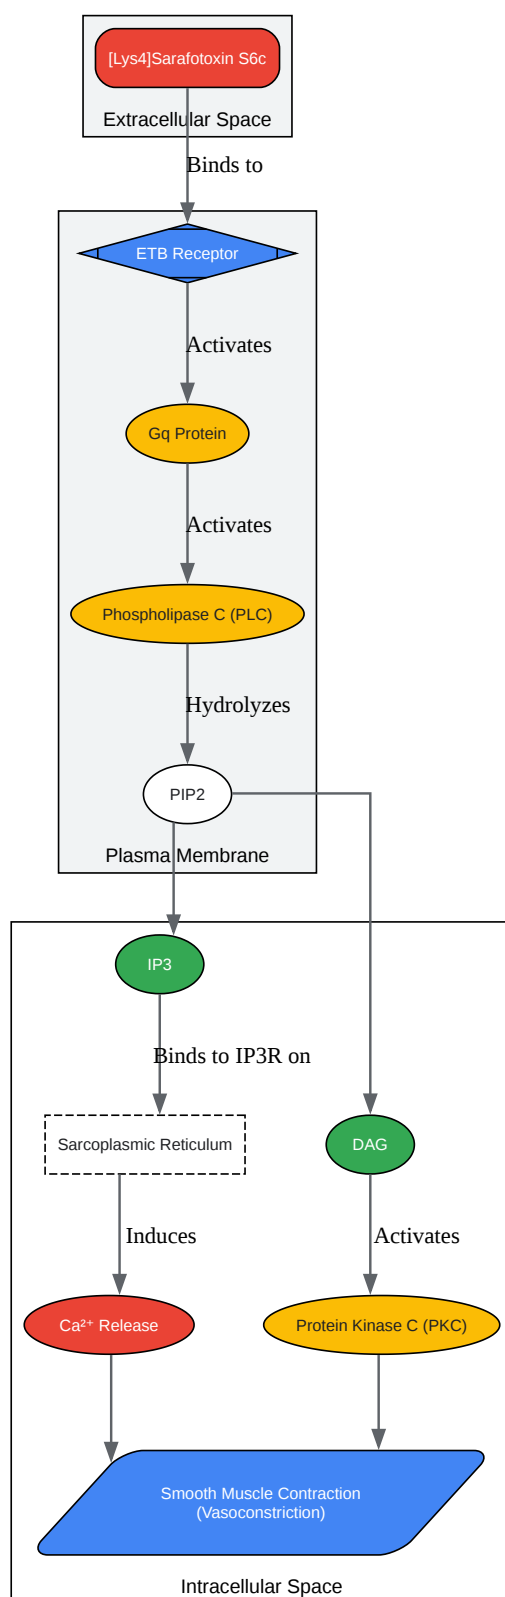 [Lys4]Sarafotoxin S6c
Extracellular Space
Binds to
ETB Receptor
Activates
Gq Protein
Activates
Phospholipase C (PLC)
Hydrolyzes
PIP2
Plasma Membrane
IP3
Binds to IP3R on
Sarcoplasmic Reticulum
DAG
Induces
Activates
Ca²⁺ Release
Protein Kinase C (PKC)
Smooth Muscle Contraction
(Vasoconstriction)
Intracellular Space